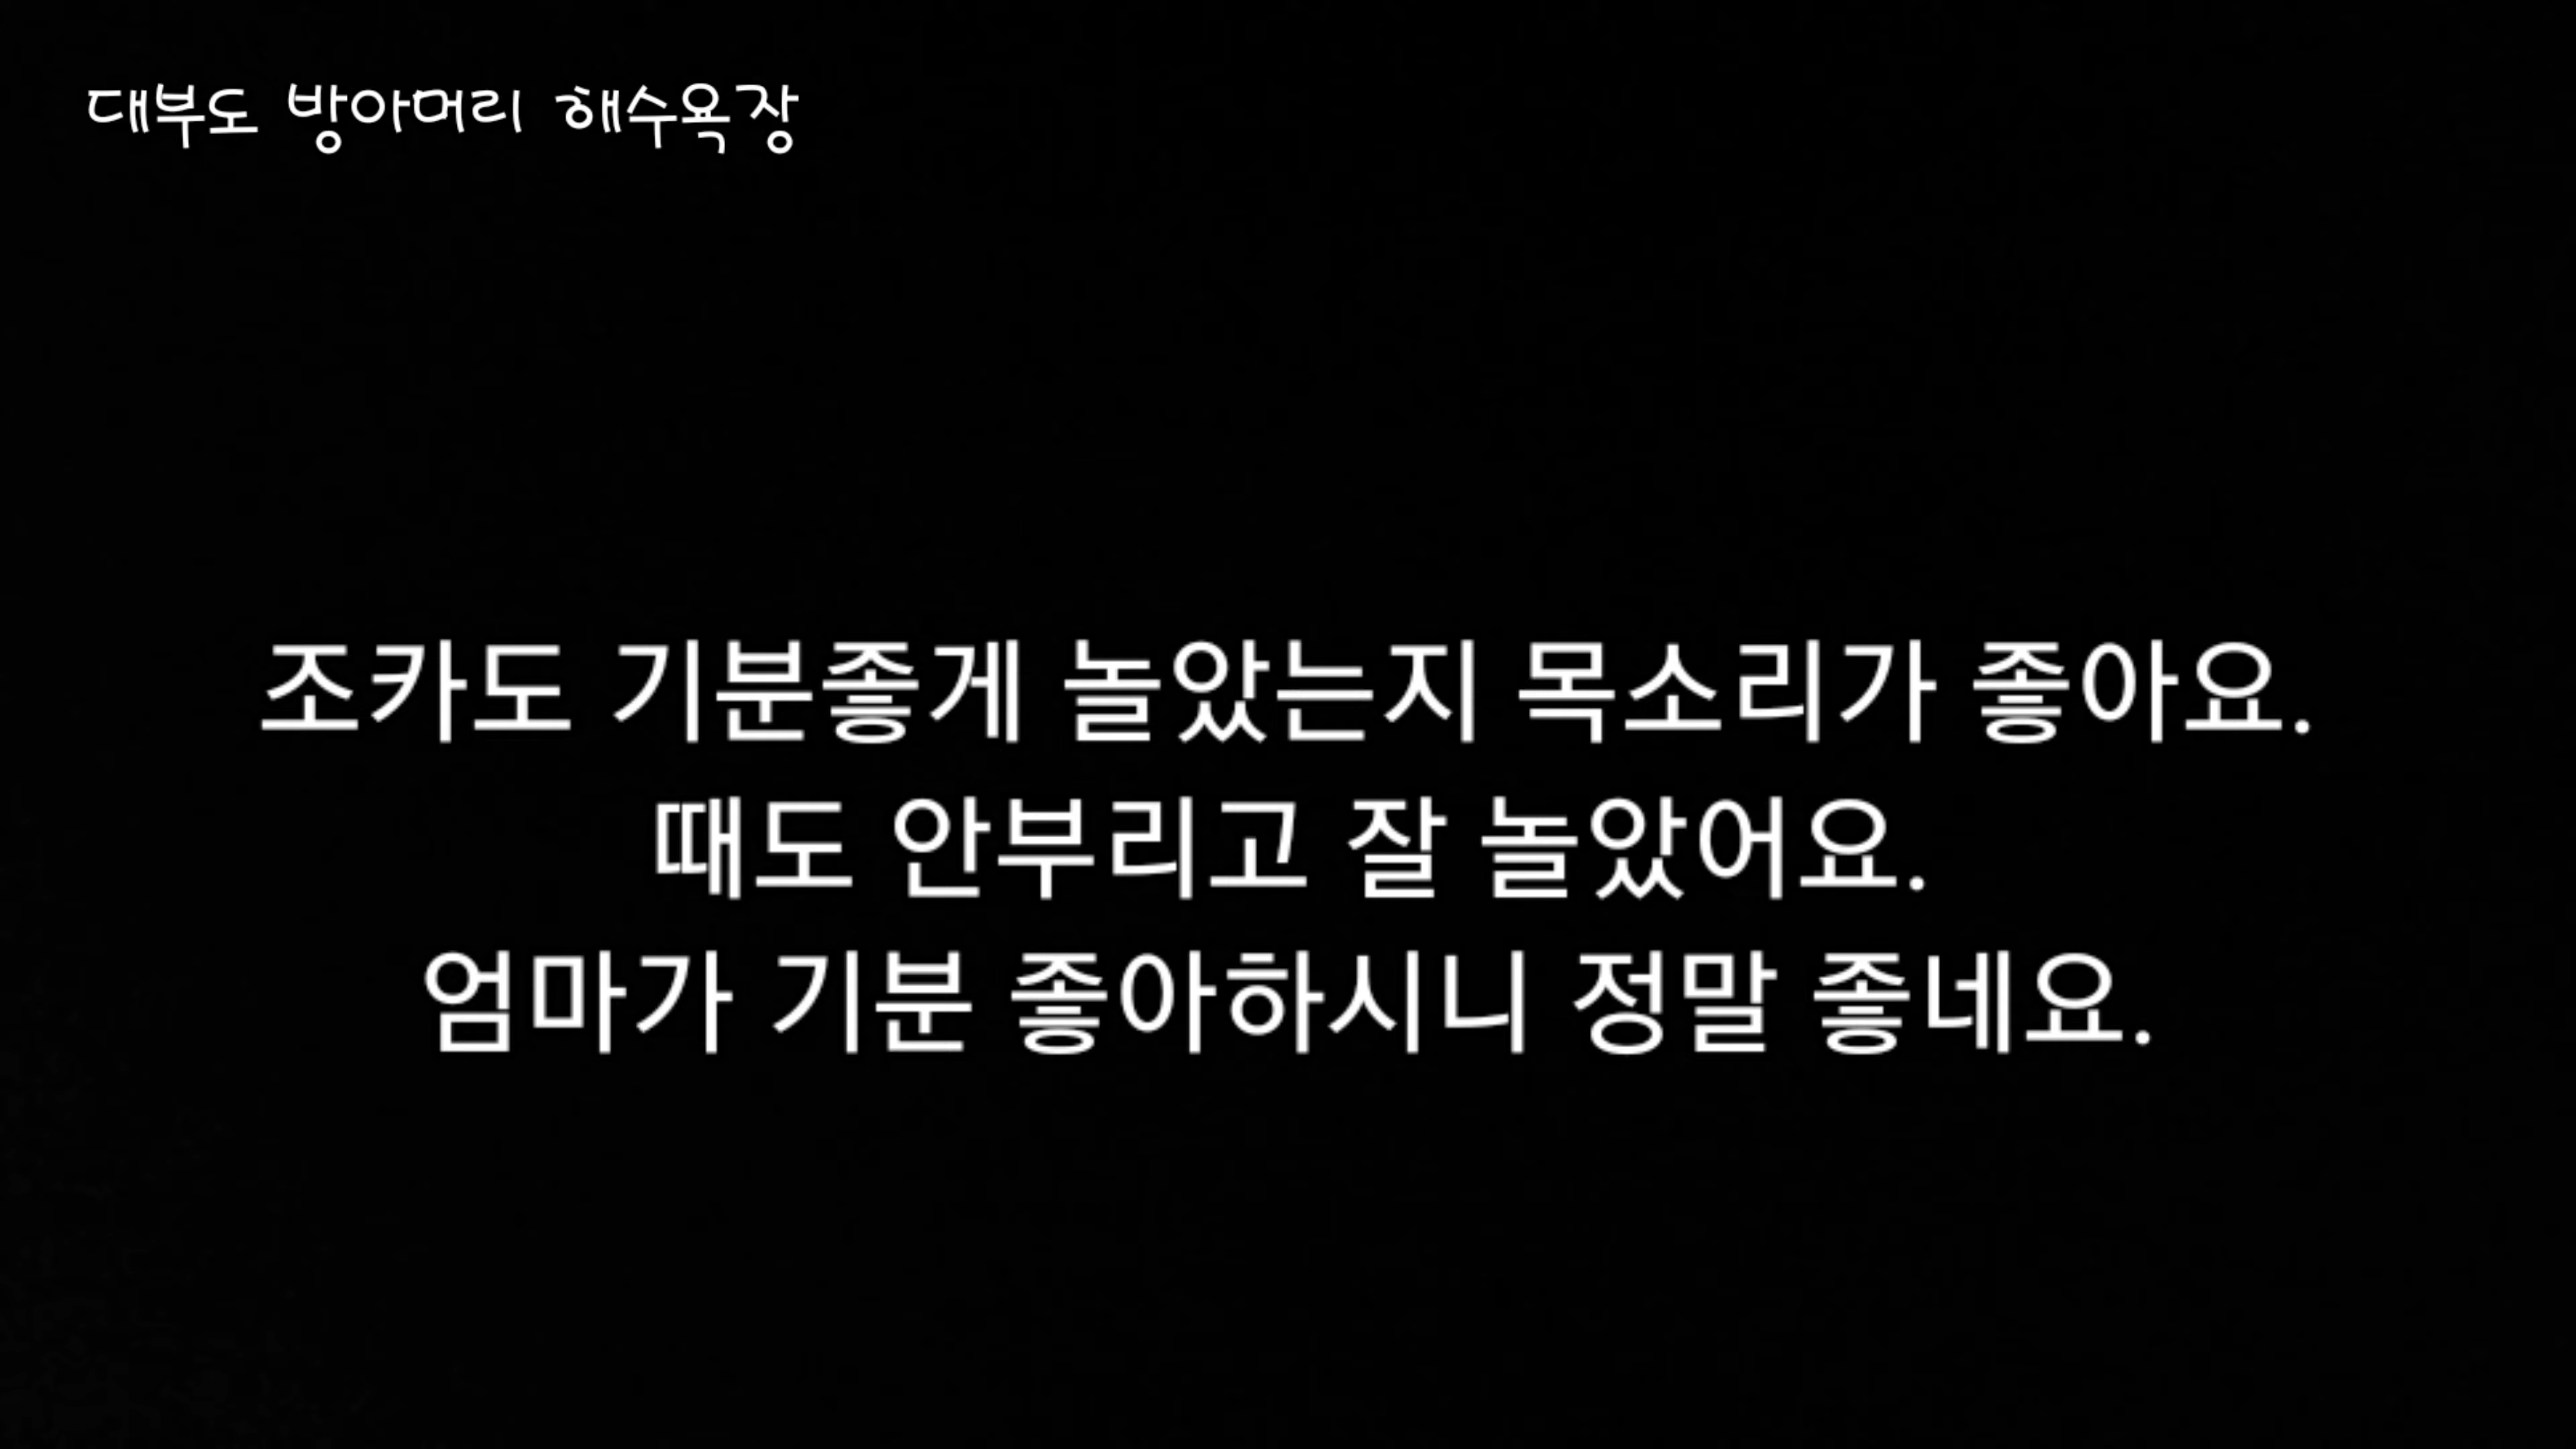 대부도 방아머리 해수욕장
조카도 기분좋게 놀았는지 목소리가 좋아요.
때도 안부리고 잘 놀았어요.
엄마가 기분 좋아하시니 정말 좋네요.